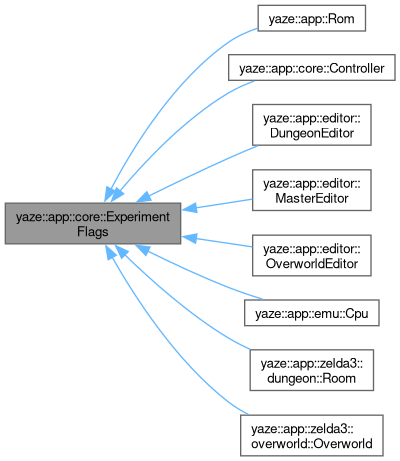 yaze::app::Rom
yaze::app::core::Controller
yaze::app::editor::
DungeonEditor
yaze::app::editor::
MasterEditor
yaze::app::core::Experiment
Flags
yaze::app::editor::
OverworldEditor
yaze::app::emu::Cpu
yaze::app::zelda3::
dungeon::Room
yaze::app::zelda3::
overworld::Overworld